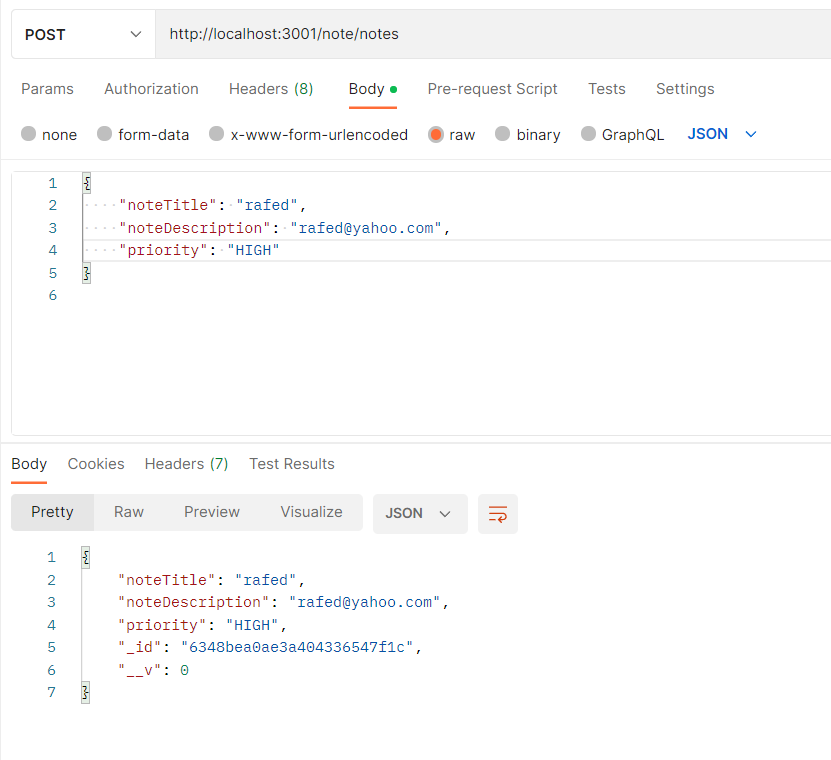 POST http://localhost:3001/note/notes
Params Authorization Headers (8) Body Pre-request Script Tests Settings
none form-data x-www-form-urlencoded raw binary GraphQL JSON
1 {
2 "noteTitle": "rafed",
3 "noteDescription": "rafed@yahoo.com",
4 "priority": "HIGH"
5 }
6
Body Cookies Headers (7) Test Results
Pretty Raw Preview Visualize JSON
1 {
2 "noteTitle": "rafed",
3 "noteDescription": "rafed@yahoo.com",
4 "priority": "HIGH",
5 "_id": "6348bea0ae3a404336547f1c",
6 "__v": 0
7 }